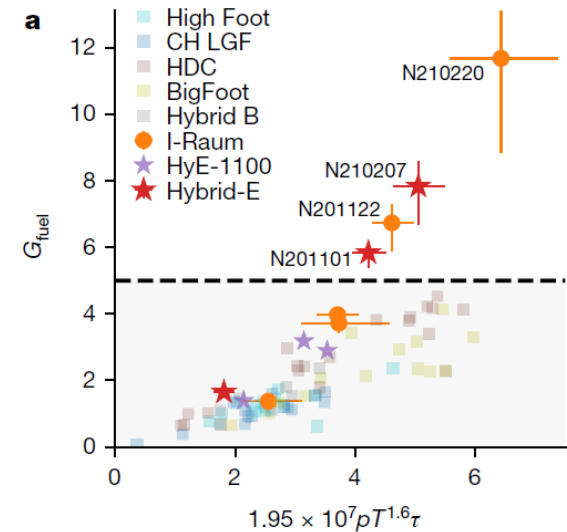 a
High Foot
CH LGF
HDC
BigFoot
Hybrid B
I-Raum
HyE-1100
Hybrid-E
N210220
N210207
N201122
N201101
G_fuel
12
10
8
6
4
2
0
0 2 4 6
1.95 × 10⁷pT¹·⁶τ